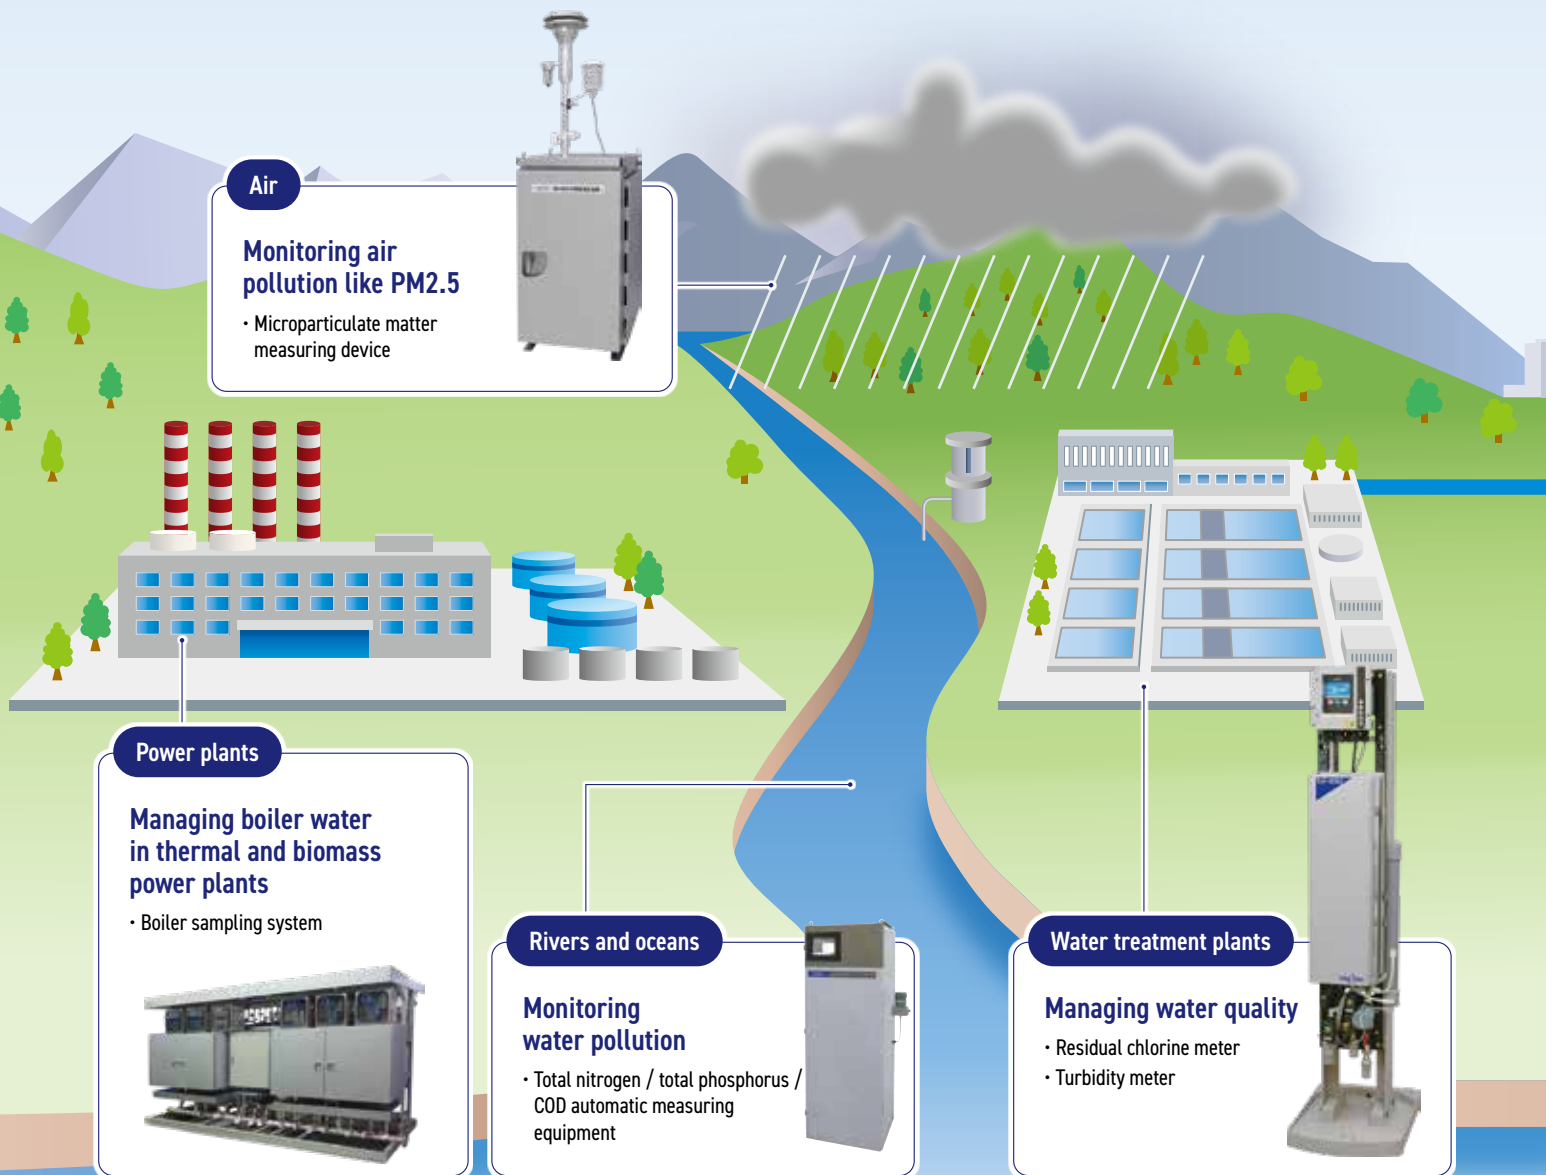 Air
Monitoring air
pollution like PM2.5
・Microparticulate matter
measuring device
Power plants
Managing boiler water
in thermal and biomass
power plants
・Boiler sampling system
Rivers and oceans
Monitoring
water pollution
・Total nitrogen / total phosphorus /
COD automatic measuring
equipment
Water treatment plants
Managing water quality
・Residual chlorine meter
・Turbidity meter